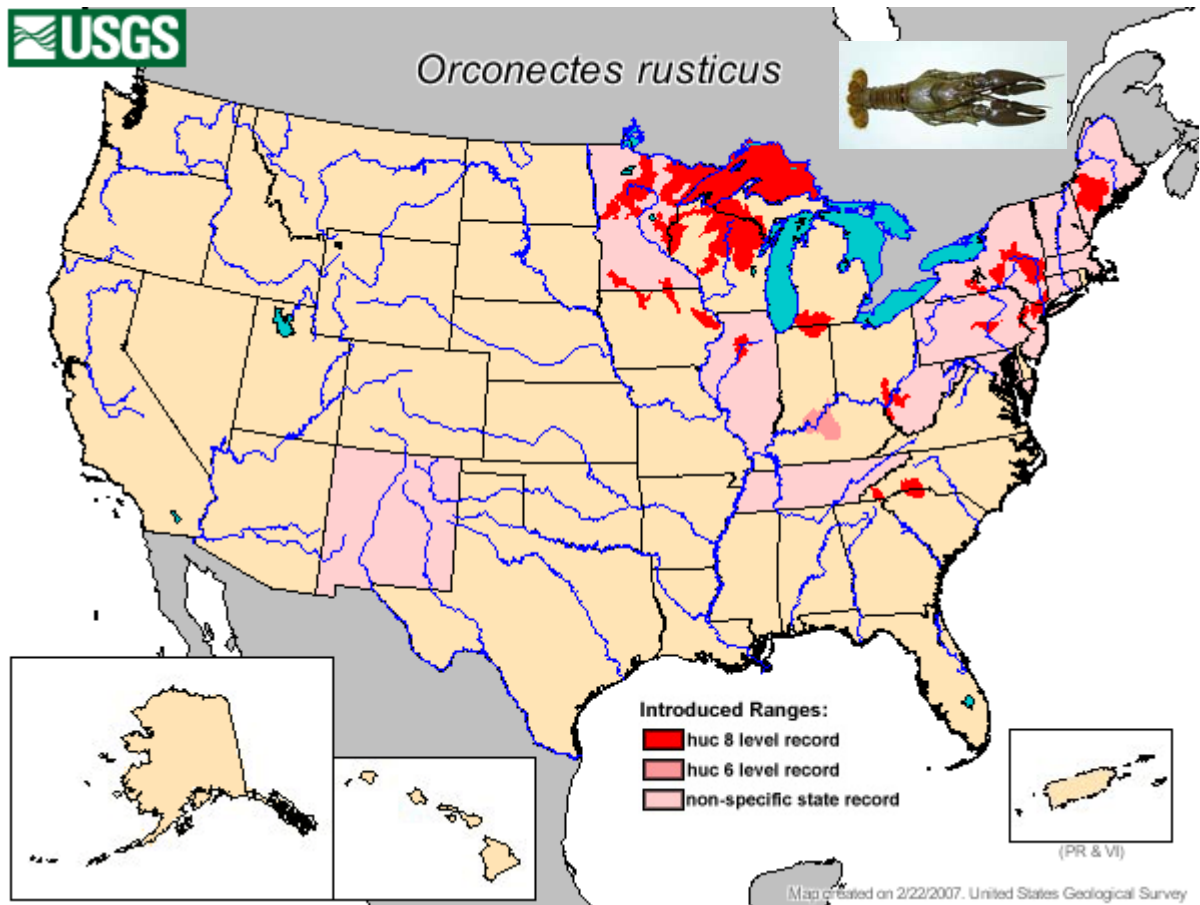 USGS
Orconectes rusticus
Introduced Ranges:
huc 8 level record
huc 6 level record
non-specific state record
(PR & VI)
Map created on 2/22/2007. United States Geological Survey